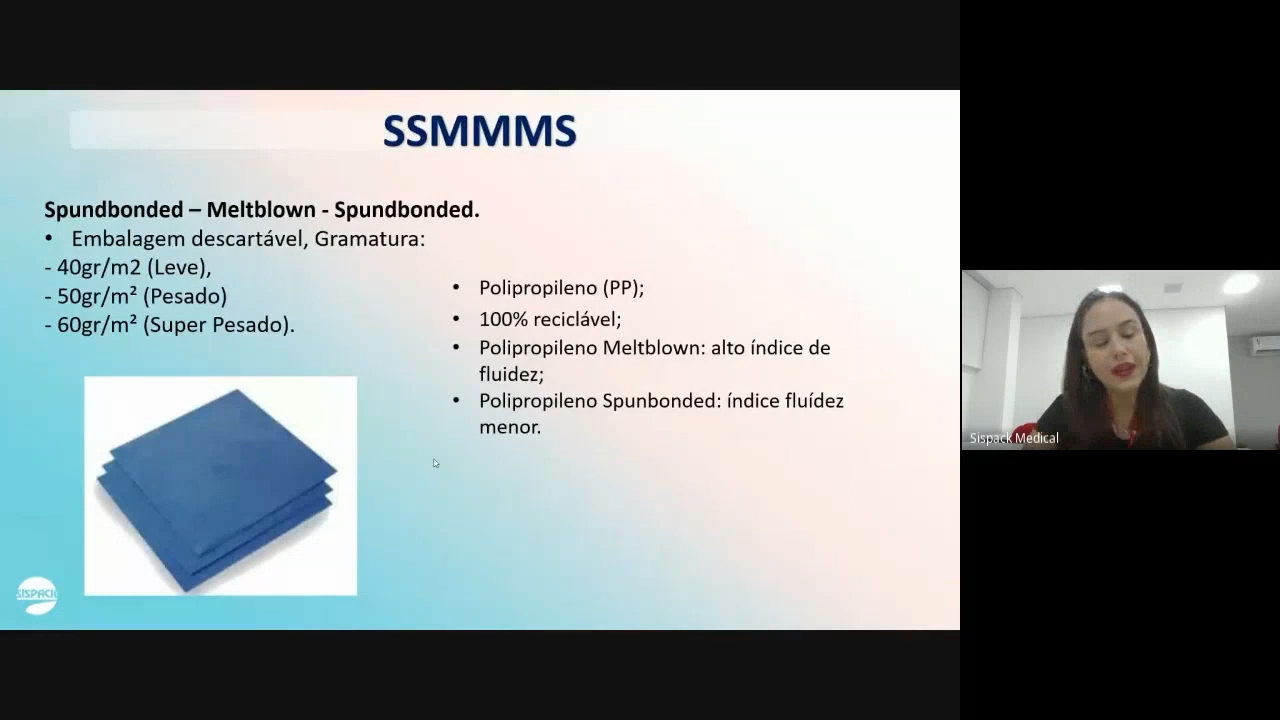 SSMMMS
Spundbonded – Meltblown - Spundbonded.
• Embalagem descartável, Gramatura:
- 40gr/m2 (Leve),
- 50gr/m² (Pesado)
- 60gr/m² (Super Pesado).
• Polipropileno (PP);
• 100% reciclável;
• Polipropileno Meltblown: alto índice de
fluidez;
• Polipropileno Spunbonded: índice fluídez
menor.
SISPACK
Sispack Medical